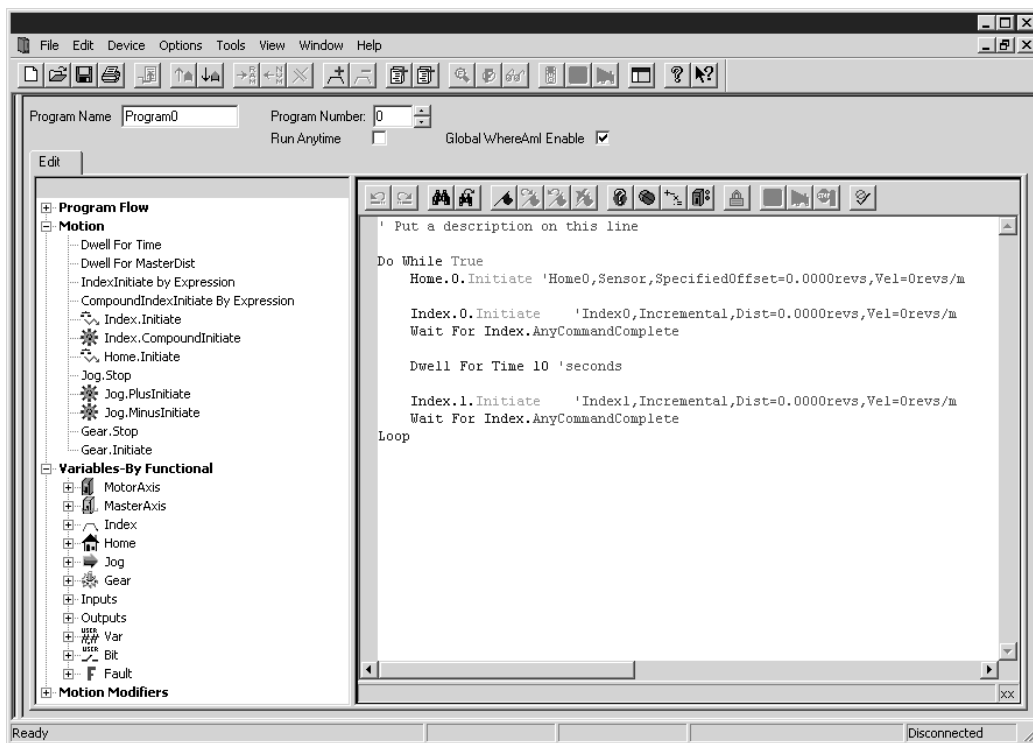 File Edit Device Options Tools View Window Help
Program Name Program0 Program Number: 0
Run Anytime Global WhereAmI Enable
Edit
Program Flow
Motion
Dwell For Time
Dwell For MasterDist
IndexInitiate by Expression
CompoundIndexInitiate By Expression
Index.Initiate
Index.CompoundInitiate
Home.Initiate
Jog.Stop
Jog.PlusInitiate
Jog.MinusInitiate
Gear.Stop
Gear.Initiate
Variables-By Functional
MotorAxis
MasterAxis
Index
Home
Jog
Gear
Inputs
Outputs
USER #.# Var
USER Bit
F Fault
Motion Modifiers
' Put a description on this line
Do While True
Home.0.Initiate 'Home0,Sensor,SpecifiedOffset=0.0000revs,Vel=0revs/m
Index.0.Initiate 'Index0,Incremental,Dist=0.0000revs,Vel=0revs/m
Wait For Index.AnyCommandComplete
Dwell For Time 10 'seconds
Index.1.Initiate 'Index1,Incremental,Dist=0.0000revs,Vel=0revs/m
Wait For Index.AnyCommandComplete
Loop
xx
Ready Disconnected